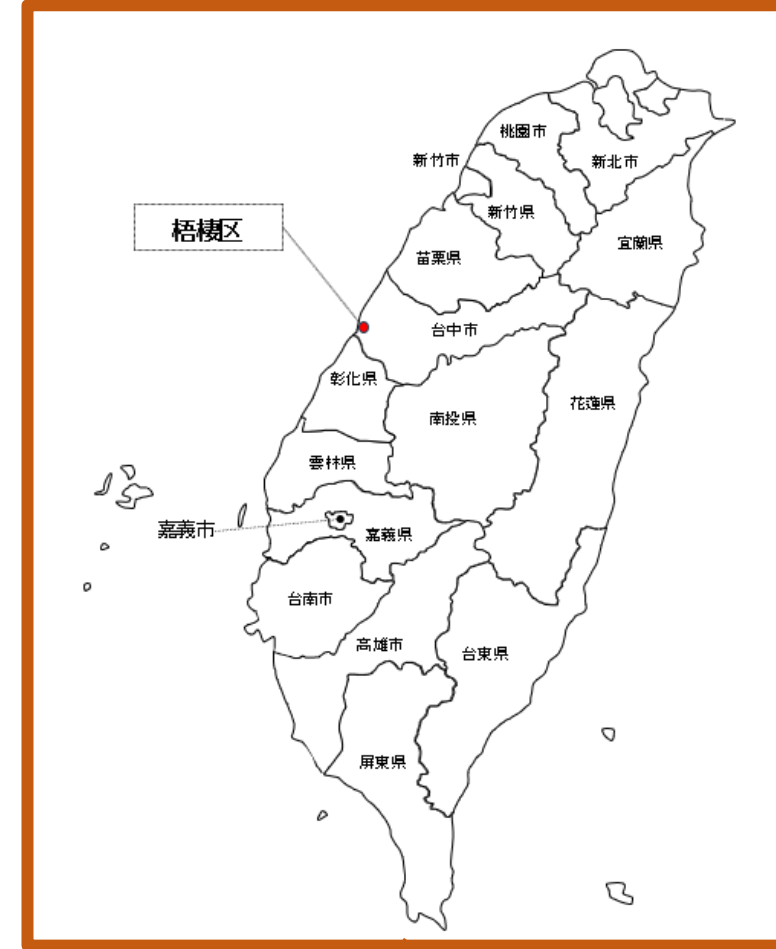 桃園市
新竹市
新北市
新竹県
梧棲区
宜蘭県
苗栗県
台中市
彰化県
花蓮県
南投県
雲林県
嘉義市
嘉義県
台南市
高雄市
台東県
屏東県